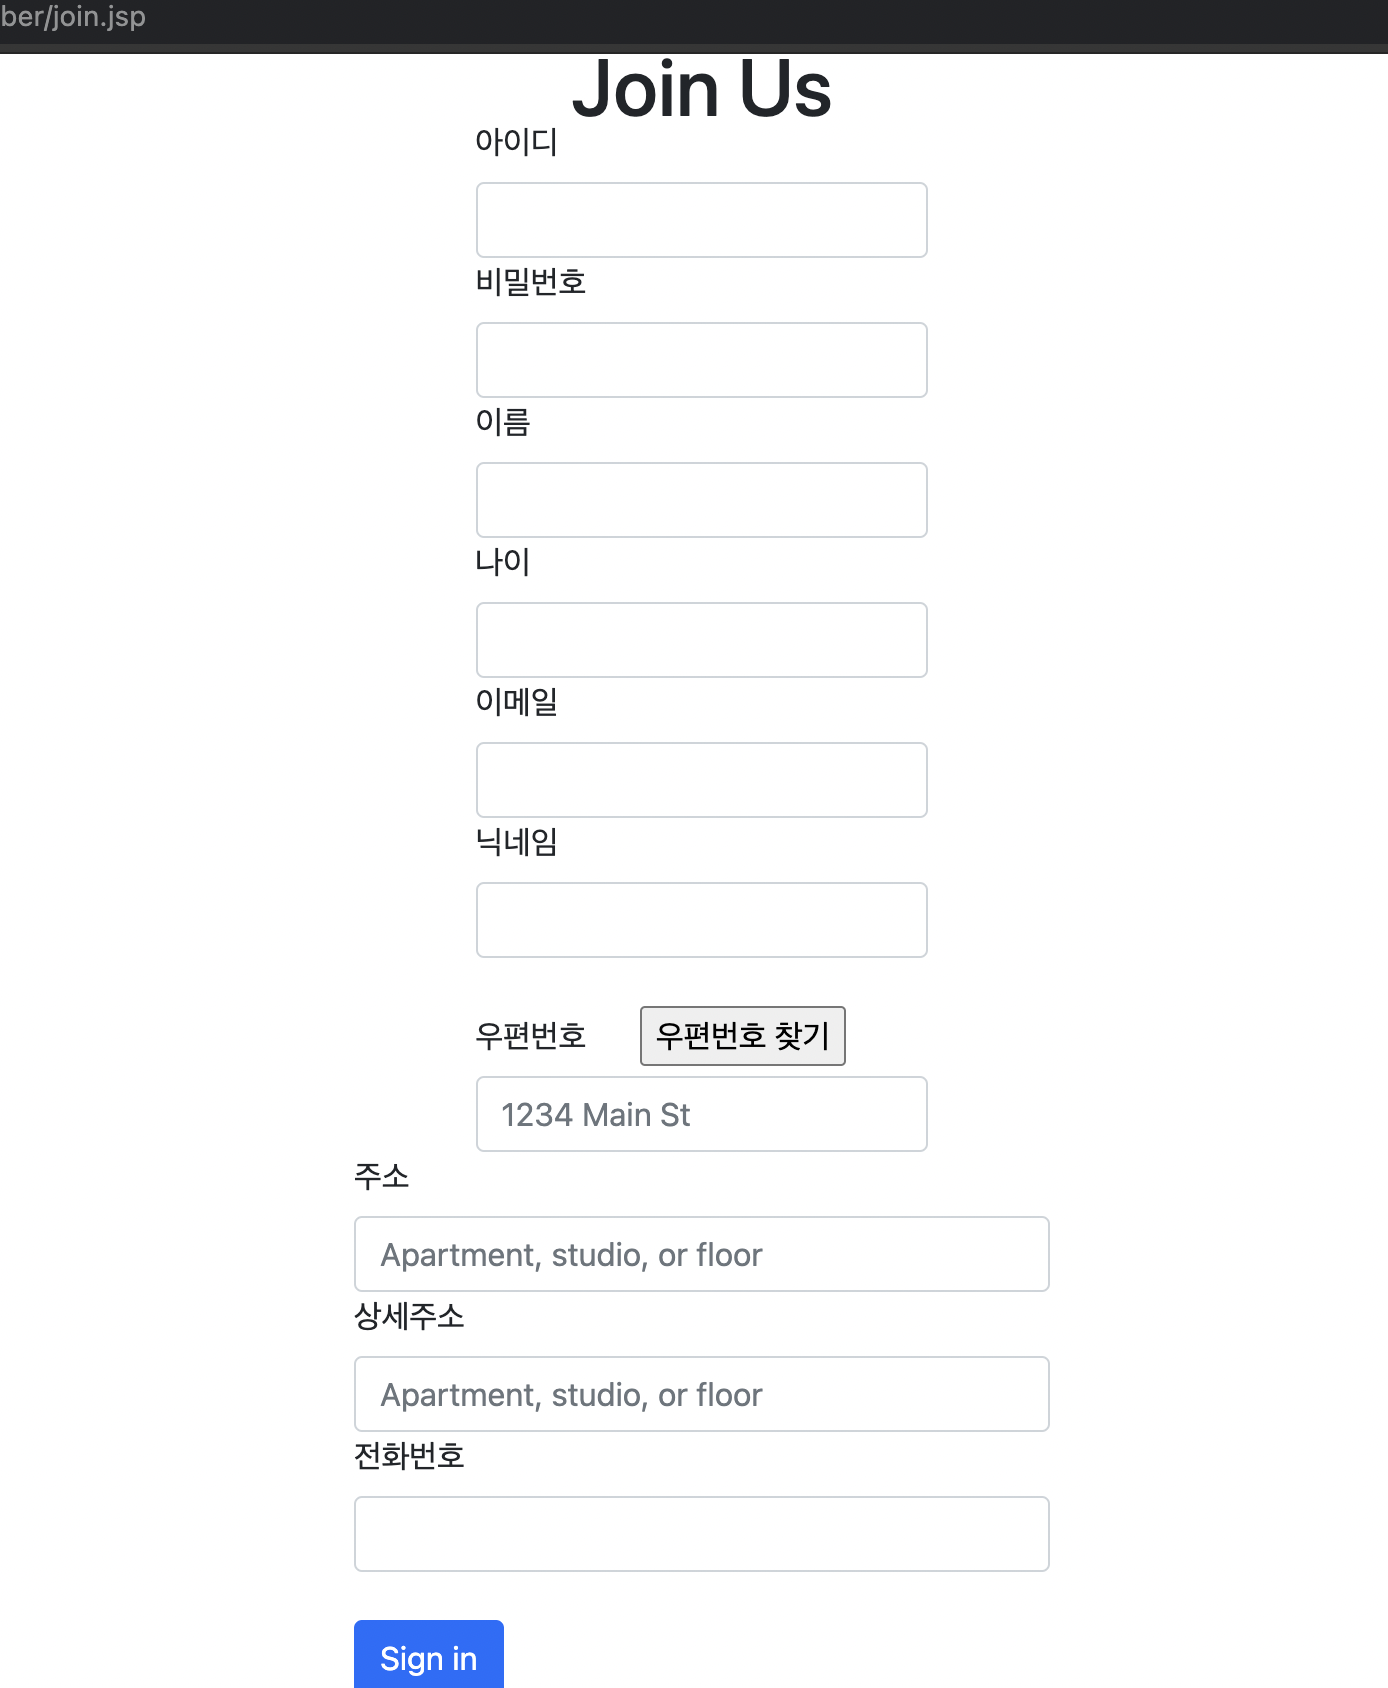 ber/join.jsp
Join Us
아이디
비밀번호
이름
나이
이메일
닉네임
우편번호 우편번호 찾기
1234 Main St
주소
Apartment, studio, or floor
상세주소
Apartment, studio, or floor
전화번호
Sign in